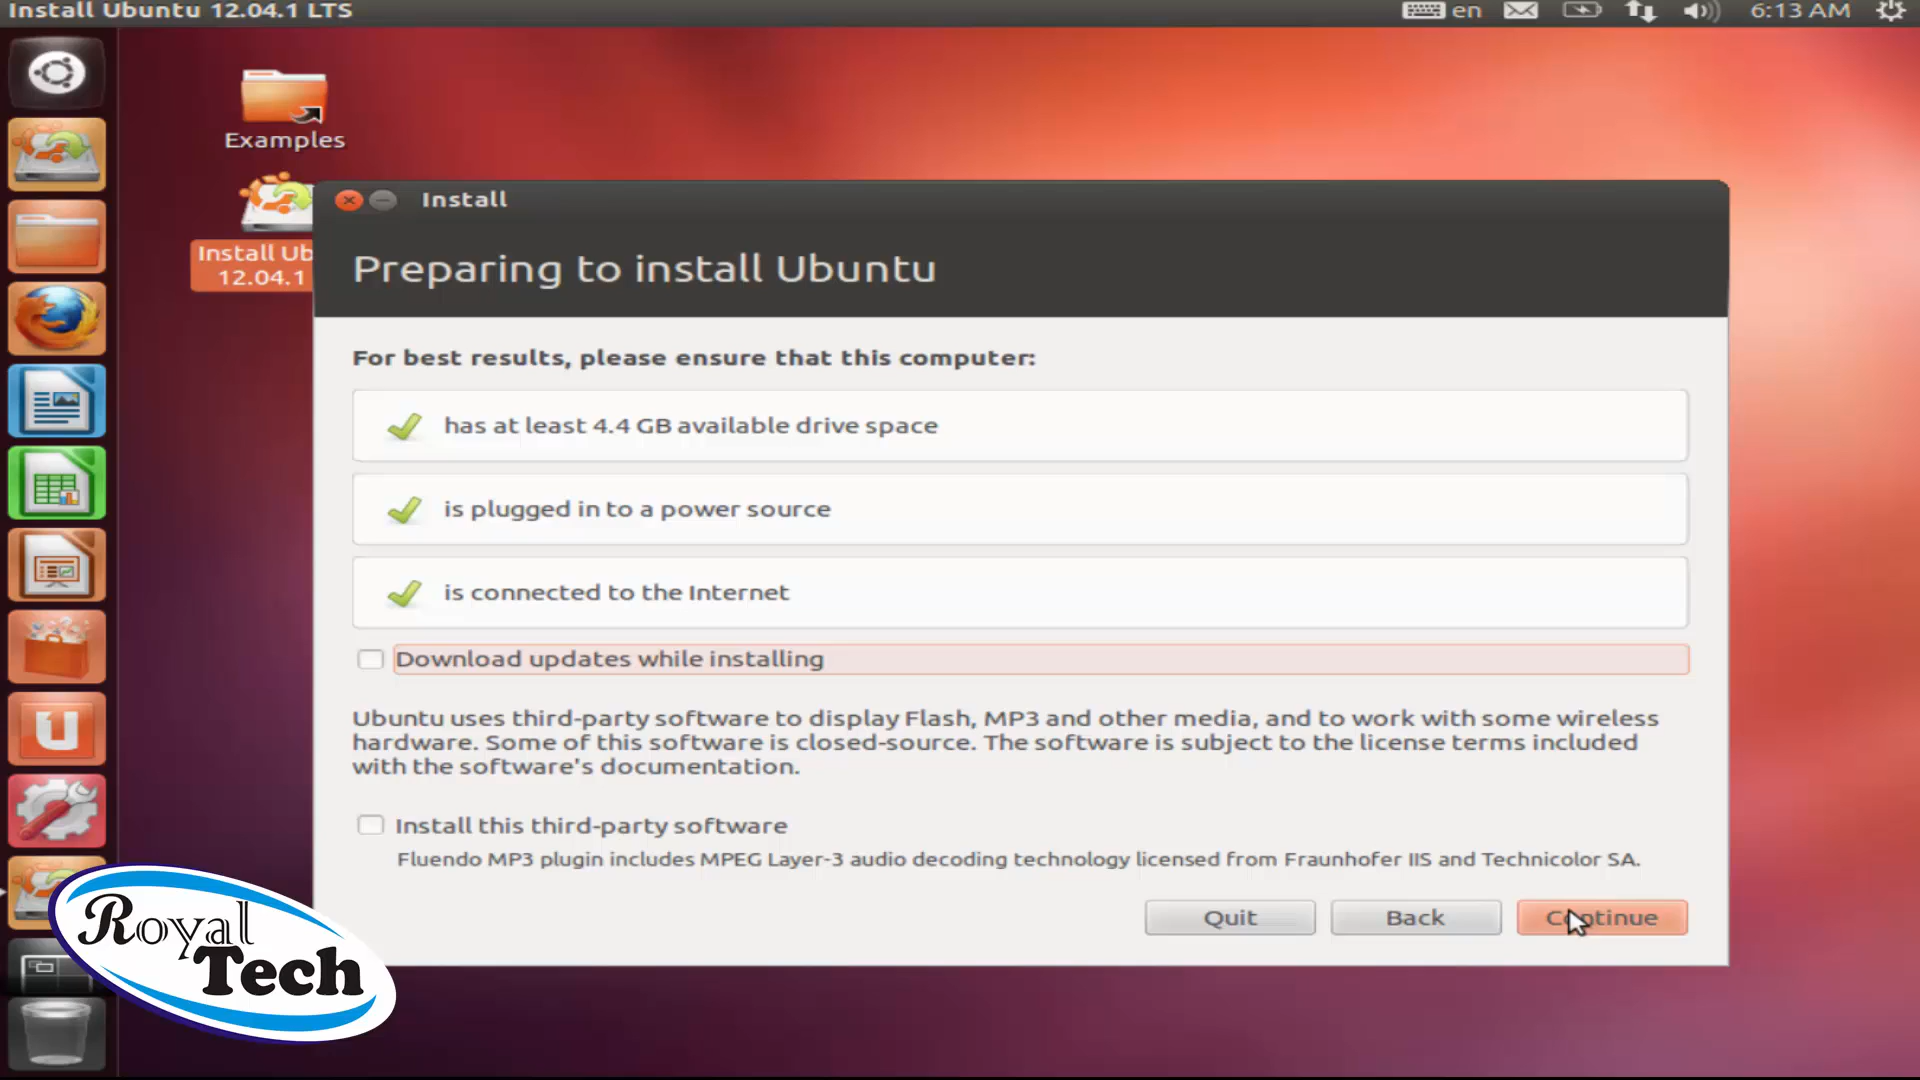 Install Ubuntu 12.04.1 LTS
en
6:13 AM
Examples
Install Ub
12.04.1
Install
Preparing to install Ubuntu
For best results, please ensure that this computer:
has at least 4.4 GB available drive space
is plugged in to a power source
is connected to the Internet
Download updates while installing
Ubuntu uses third-party software to display Flash, MP3 and other media, and to work with some wireless
hardware. Some of this software is closed-source. The software is subject to the license terms included
with the software's documentation.
Install this third-party software
Fluendo MP3 plugin includes MPEG Layer-3 audio decoding technology licensed from Fraunhofer IIS and Technicolor SA.
Quit
Back
Continue
Royal
Tech